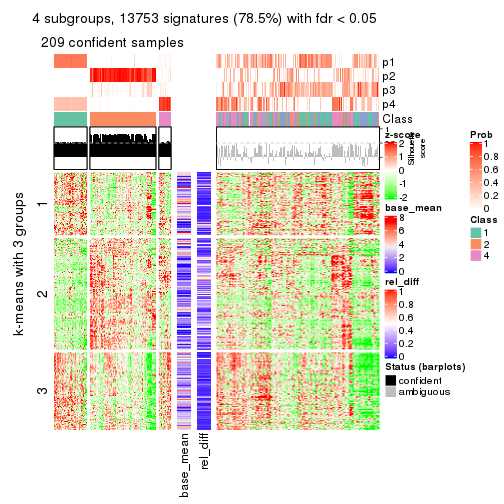 4 subgroups, 13753 signatures (78.5%) with fdr < 0.05
209 confident samples
p1
p2
p3
p4
Class
1
Silhouette
score
k-means with 3 groups
1
2
3
base_mean
rel_diff
z-score
2
1
0
-1
-2
base_mean
8
6
4
2
0
rel_diff
1
0.8
0.6
0.4
0.2
0
Status (barplots)
confident
ambiguous
Prob
1
0.8
0.6
0.4
0.2
0
Class
1
2
4